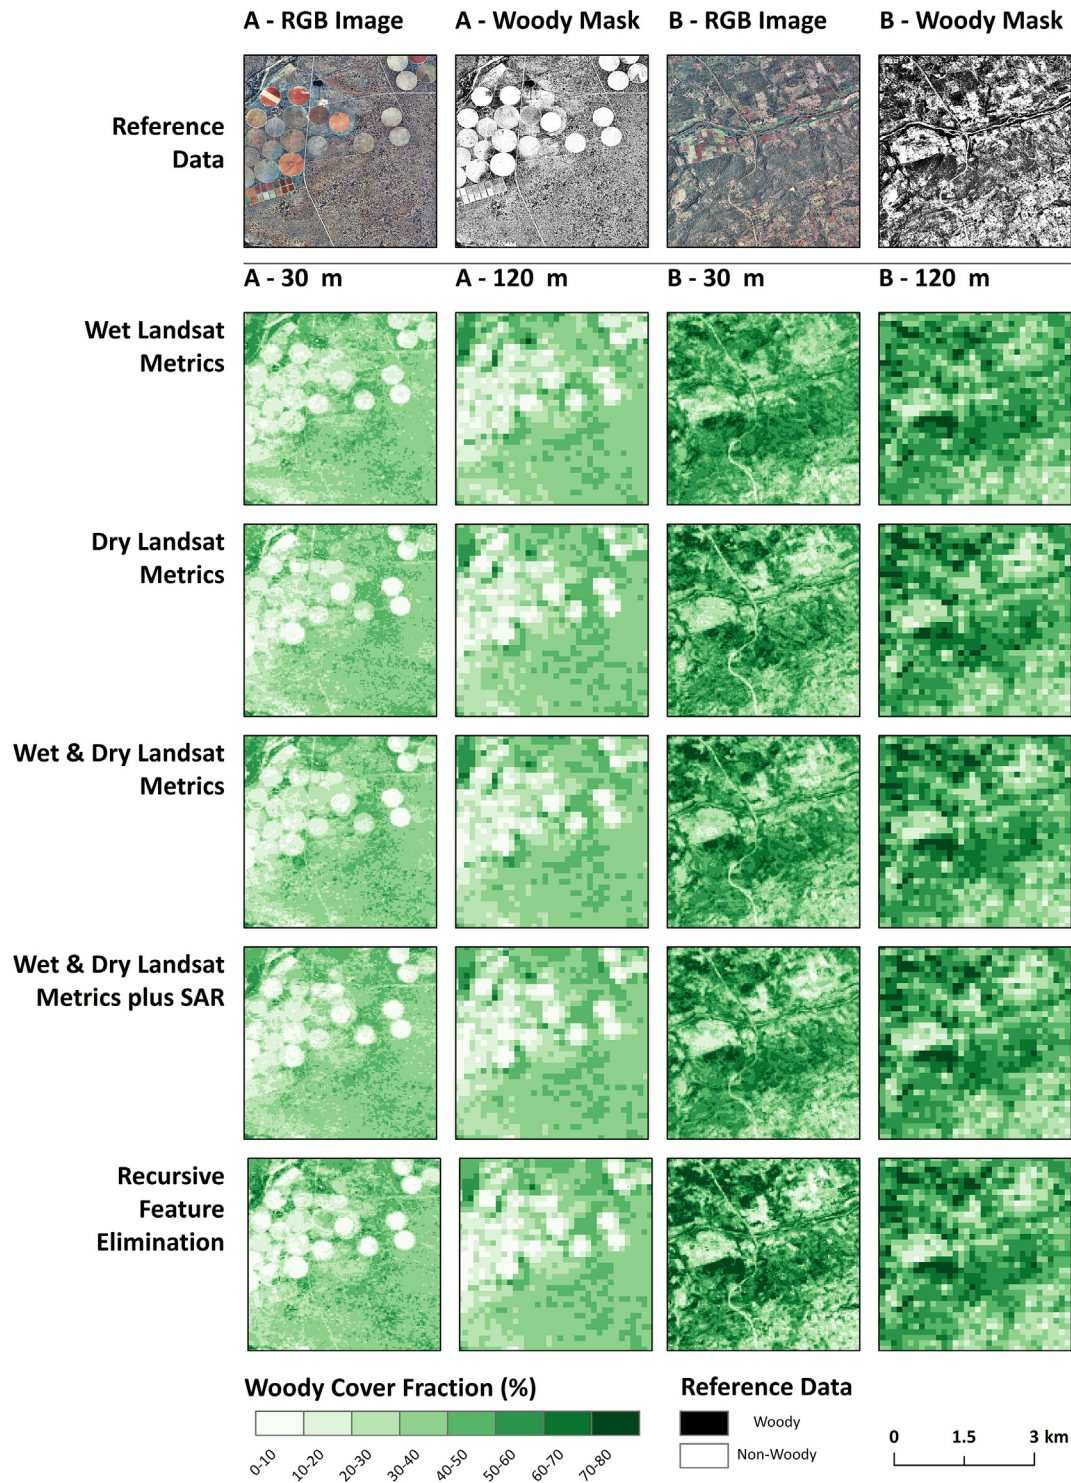 A - RGB Image
A - Woody Mask
B - RGB Image
B - Woody Mask
Reference
Data
A - 30 m
A - 120 m
B - 30 m
B - 120 m
Wet Landsat
Metrics
Dry Landsat
Metrics
Wet & Dry Landsat
Metrics
Wet & Dry Landsat
Metrics plus SAR
Recursive
Feature
Elimination
Woody Cover Fraction (%)
0-10
10-20
20-30
30-40
40-50
50-60
60-70
70-80
Reference Data
Woody
Non-Woody
0
1.5
3 km